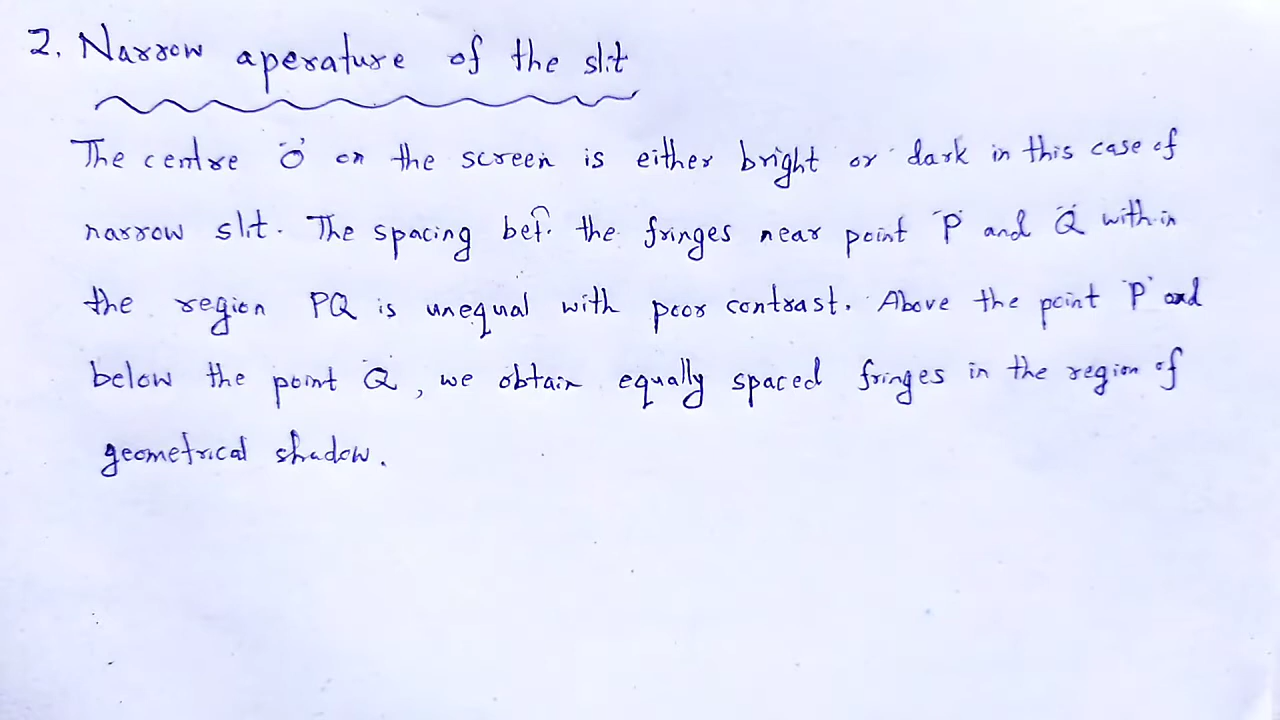 2. Narrow aperature of the slit
The centre 'O' on the screen is either bright or dark in this case of
narrow slit. The spacing bet. the fringes near point 'P' and 'Q' within
the region PQ is unequal with poor contrast. Above the point 'P' and
below the point 'Q', we obtain equally spaced fringes in the region of
geometrical shadow.